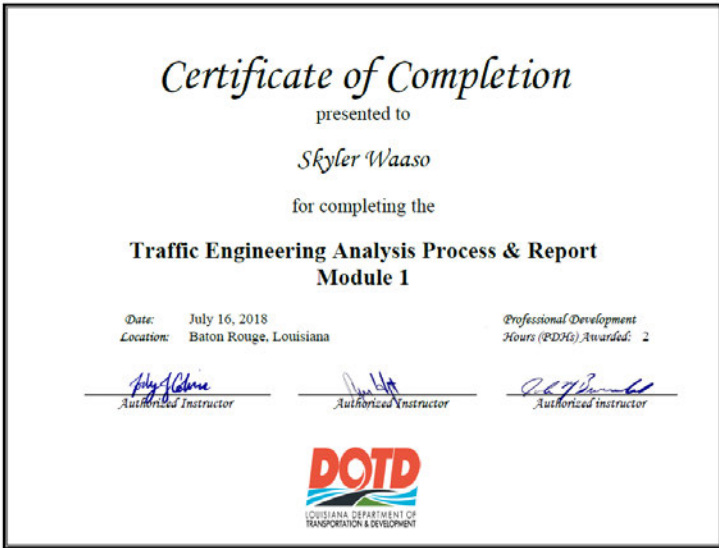 Certificate of Completion
presented to
Skyler Waaso
for completing the
Traffic Engineering Analysis Process & Report
Module 1
Date: July 16, 2018
Location: Baton Rouge, Louisiana
Professional Development
Hours (PDHs) Awarded: 2
Authorized Instructor
Authorized Instructor
Authorized instructor
DOTD
LOUISIANA DEPARTMENT OF
TRANSPORTATION & DEVELOPMENT